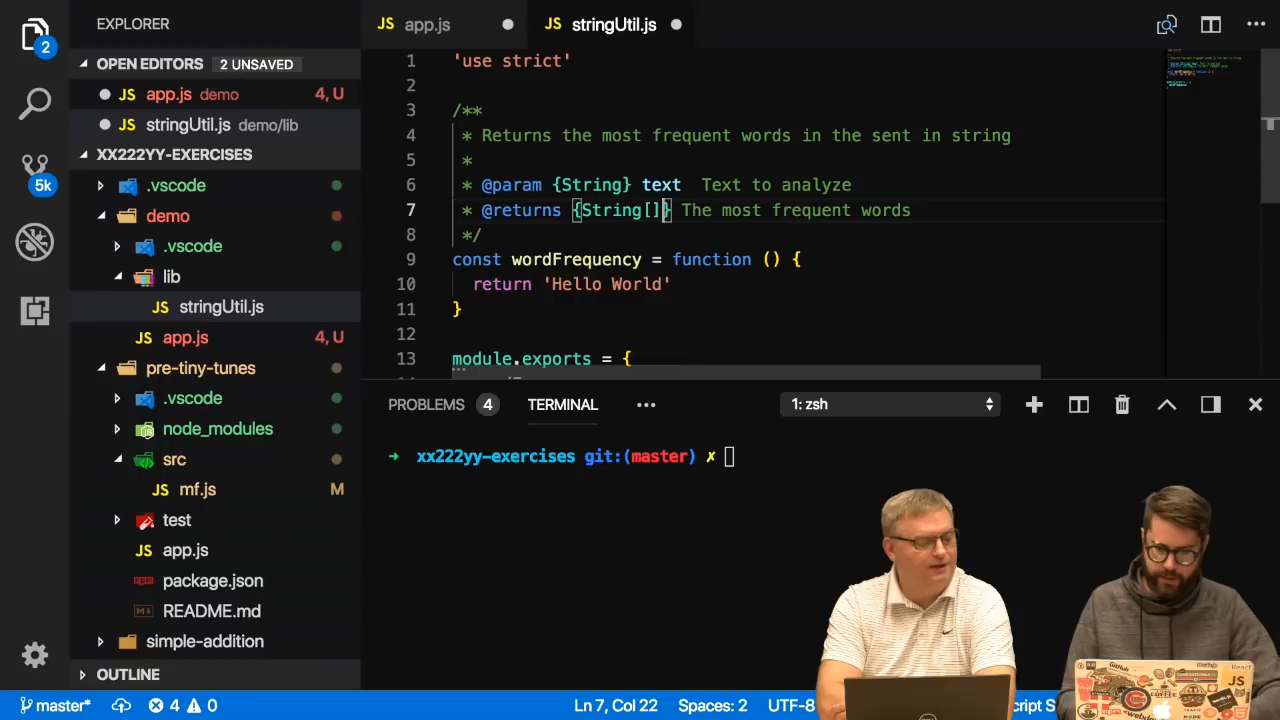 EXPLORER
OPEN EDITORS 2 UNSAVED
JS app.js demo 4, U
JS stringUtil.js demo/lib
XX222YY-EXERCISES
.vscode
demo
.vscode
lib
JS stringUtil.js
JS app.js 4, U
pre-tiny-tunes
.vscode
node_modules
src
JS mf.js M
test
JS app.js
package.json
README.md
simple-addition
OUTLINE
2
5k
JS app.js
JS stringUtil.js
1 'use strict'
2
3 /**
4 * Returns the most frequent words in the sent in string
5 *
6 * @param {String} text Text to analyze
7 * @returns {String[]} The most frequent words
8 */
9 const wordFrequency = function () {
10 return 'Hello World'
11 }
12
13 module.exports = {
PROBLEMS 4 TERMINAL ••• 1: zsh
➜ xx222yy-exercises git:(master) ✗
master* 4 0 Ln 7, Col 22 Spaces: 2 UTF-8
GitHub
React
JS